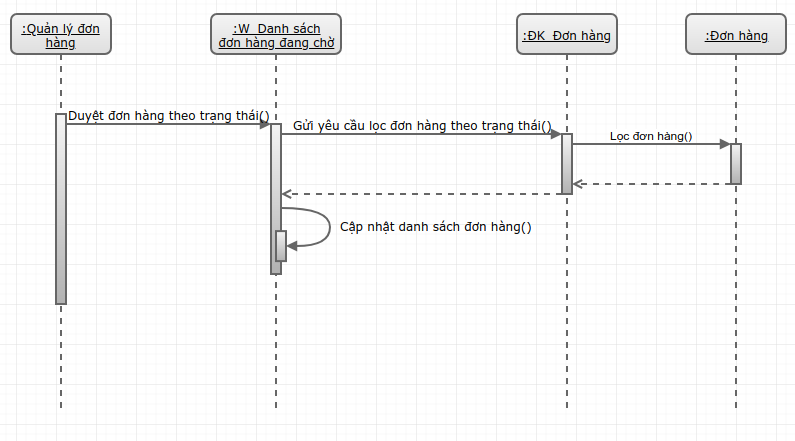 :Quản lý đơn
hàng
:W_Danh sách
đơn hàng đang chờ
:ĐK_Đơn hàng
:Đơn hàng
Duyệt đơn hàng theo trạng thái()
Gửi yêu cầu lọc đơn hàng theo trạng thái()
Lọc đơn hàng()
Cập nhật danh sách đơn hàng()